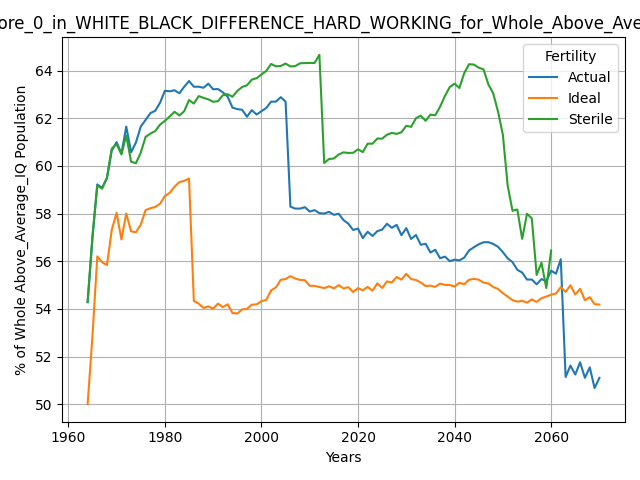 ore_0_in_WHITE_BLACK_DIFFERENCE_HARD_WORKING_for_Whole_Above_Ave
Fertility
Actual
Ideal
Sterile
% of Whole Above_Average_IQ Population
64
62
60
58
56
54
52
50
1960 1980 2000 2020 2040 2060
Years